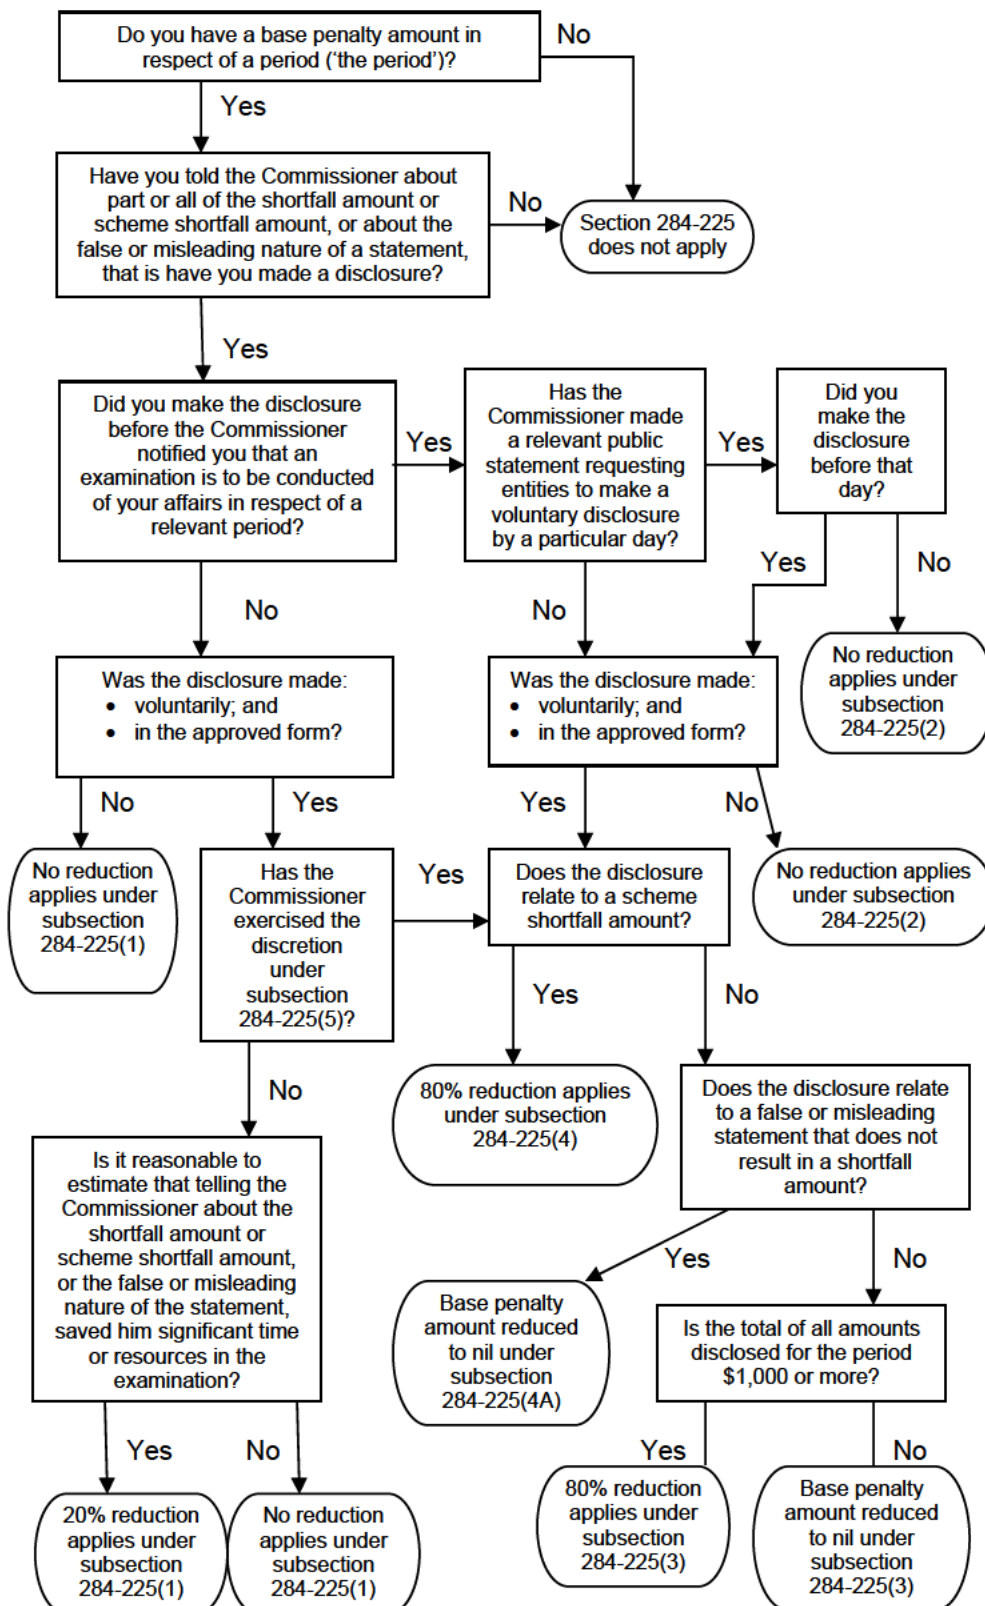 Do you have a base penalty amount in
respect of a period ('the period')?
No
Yes
Have you told the Commissioner about
part or all of the shortfall amount or
scheme shortfall amount, or about the
false or misleading nature of a statement,
that is have you made a disclosure?
No
Section 284-225
does not apply
Yes
Did you make the disclosure
before the Commissioner
notified you that an
examination is to be conducted
of your affairs in respect of a
relevant period?
Yes
Has the
Commissioner made
a relevant public
statement requesting
entities to make a
voluntary disclosure
by a particular day?
Yes
Did you
make the
disclosure
before that
day?
No
No
Yes
No
No reduction
applies under
subsection
284-225(2)
Was the disclosure made:
• voluntarily; and
• in the approved form?
Was the disclosure made:
• voluntarily; and
• in the approved form?
No
Yes
Yes
No
No reduction
applies under
subsection
284-225(1)
Has the
Commissioner
exercised the
discretion
under
subsection
284-225(5)?
Yes
Does the disclosure
relate to a scheme
shortfall amount?
No reduction applies
under subsection
284-225(2)
No
Yes
No
80% reduction applies
under subsection
284-225(4)
Does the disclosure relate
to a false or misleading
statement that does not
result in a shortfall
amount?
Is it reasonable to
estimate that telling the
Commissioner about the
shortfall amount or
scheme shortfall amount,
or the false or misleading
nature of the statement,
saved him significant time
or resources in the
examination?
Yes
No
Base penalty
amount reduced
to nil under
subsection
284-225(4A)
Is the total of all amounts
disclosed for the period
$1,000 or more?
Yes
No
Yes
No
20% reduction
applies under
subsection
284-225(1)
No reduction
applies under
subsection
284-225(1)
80% reduction
applies under
subsection
284-225(3)
Base penalty
amount reduced
to nil under
subsection
284-225(3)